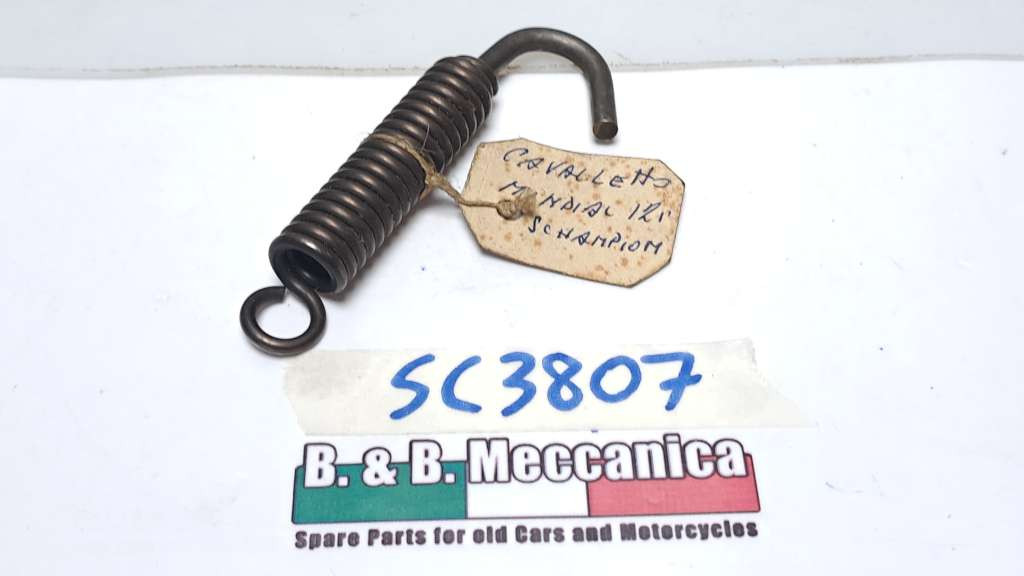 CAVALLETTO
MONDIAL 125
SCHAMPION
SC3807
B. & B. Meccanica
Spare Parts for old Cars and Motorcycles